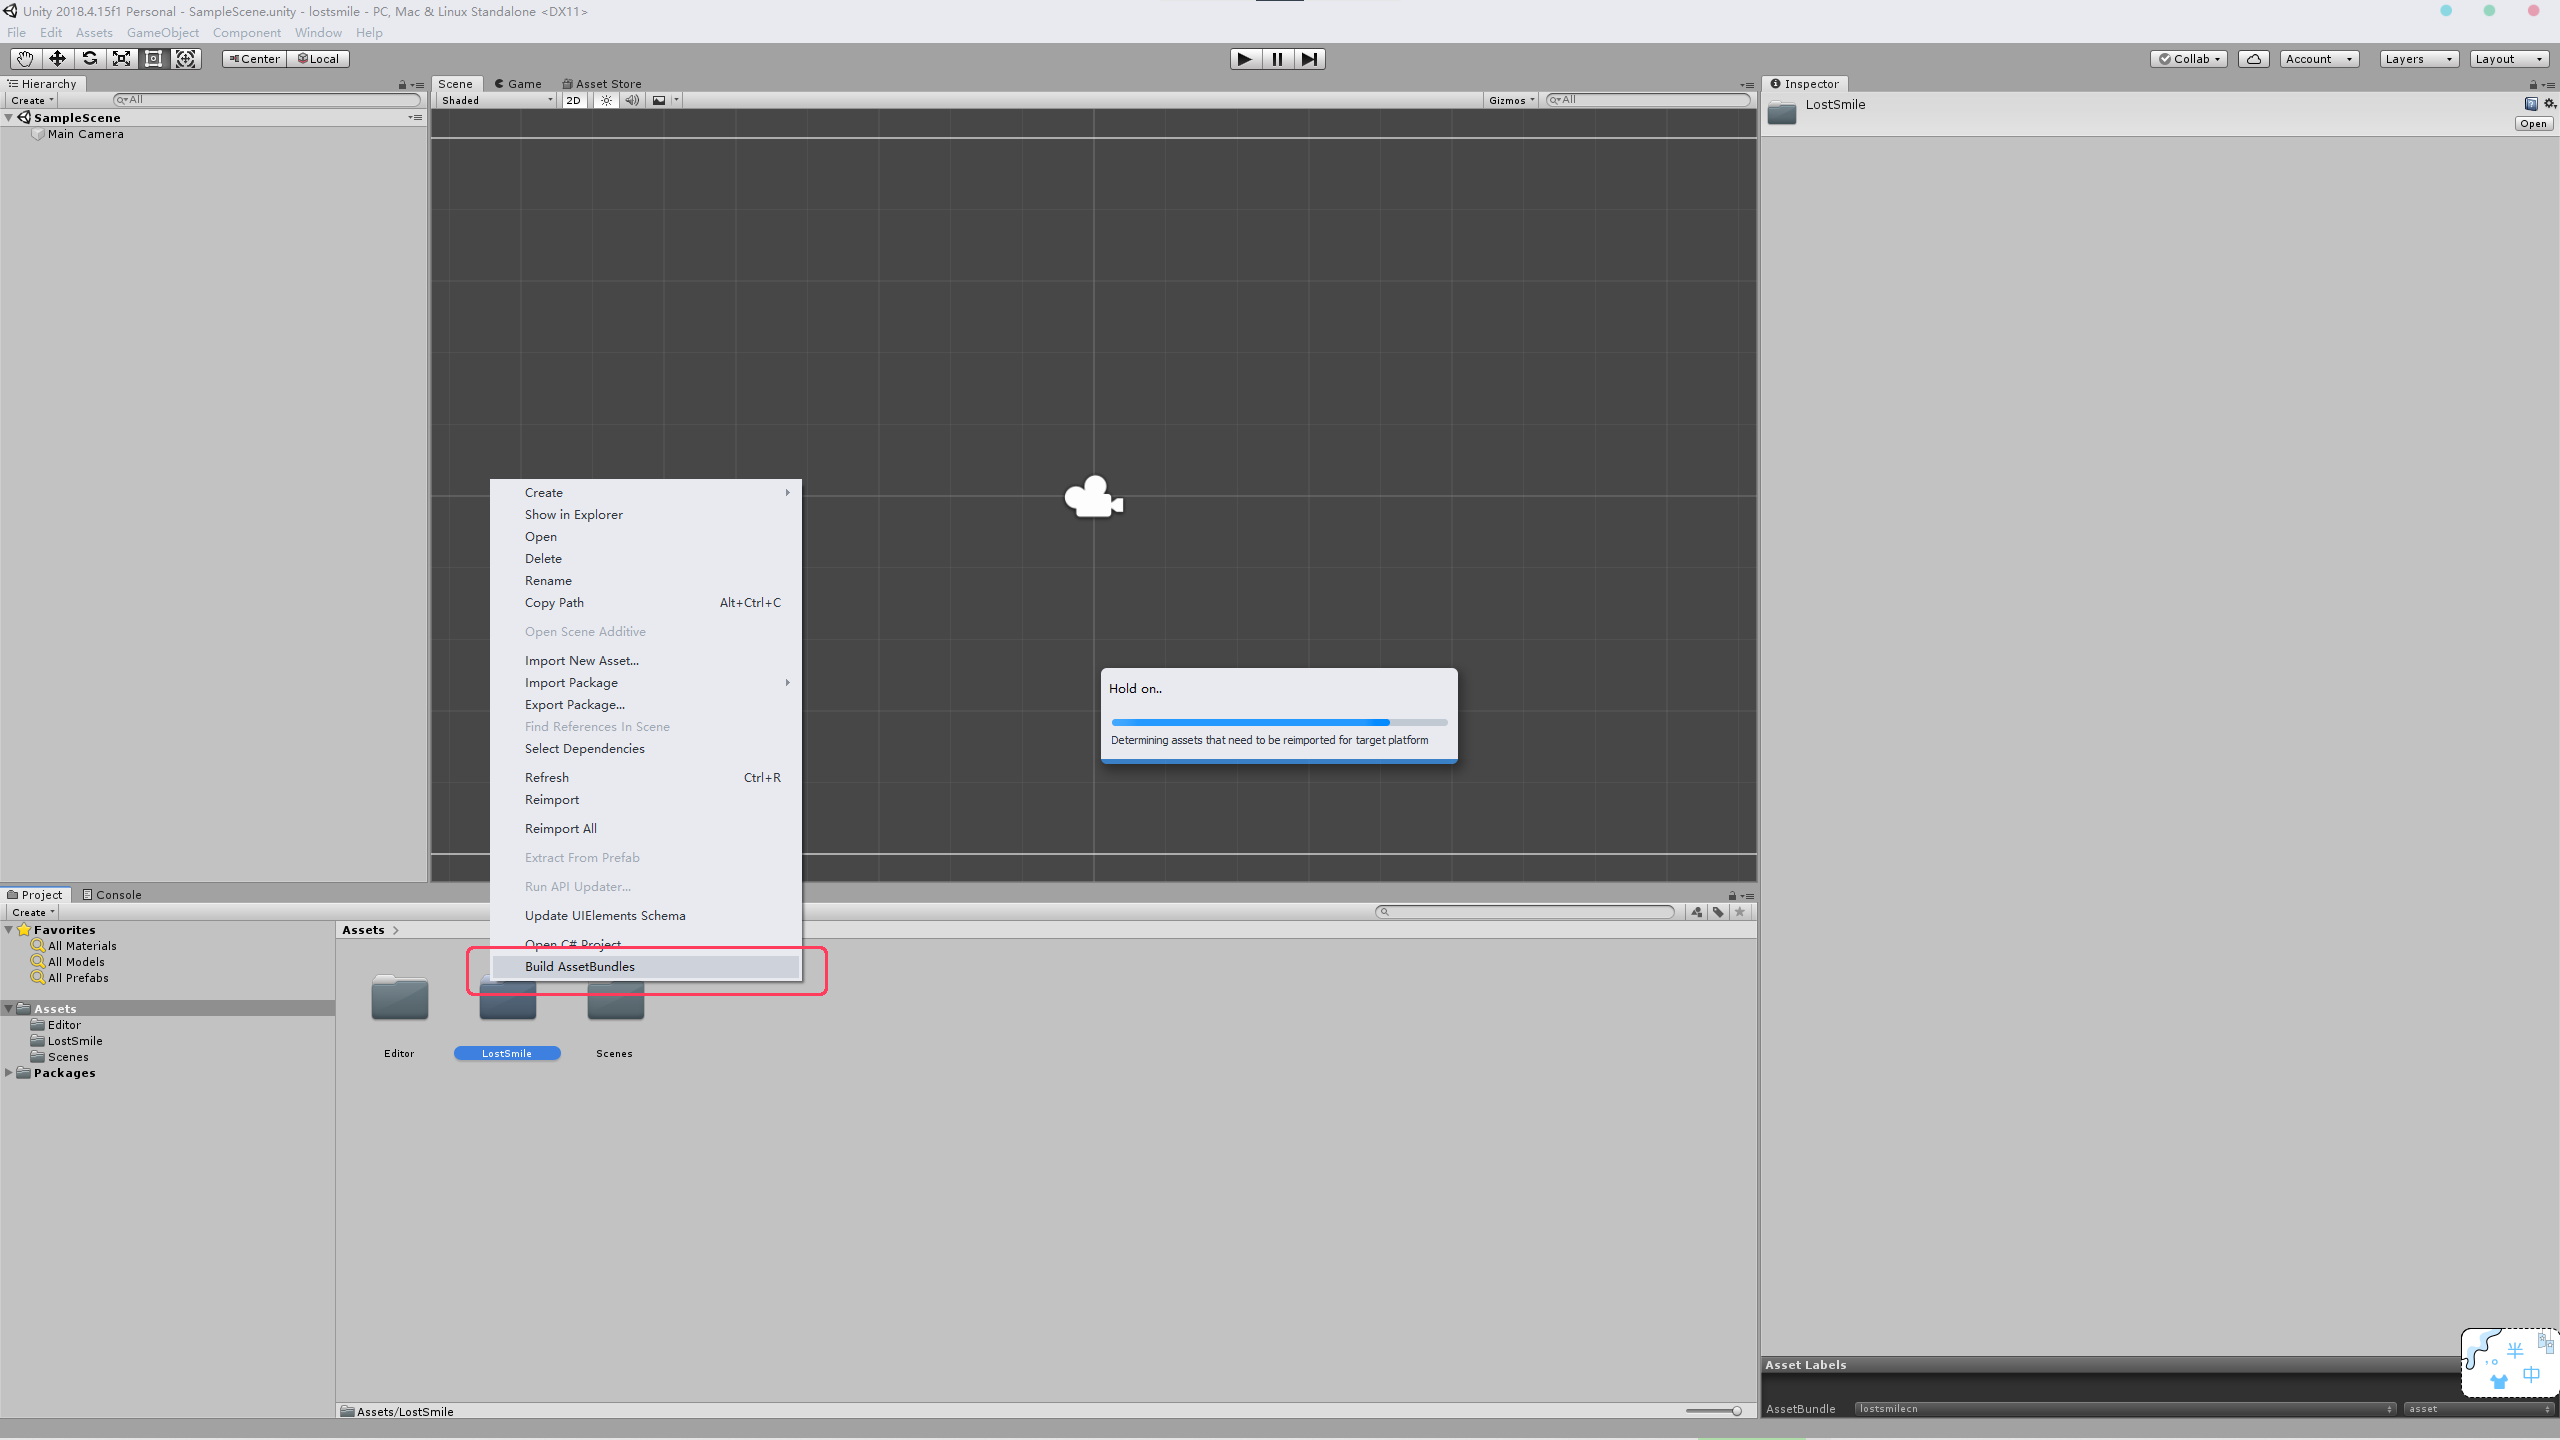 Unity 2018.4.15f1 Personal - SampleScene.unity - lostsmile - PC, Mac & Linux Standalone <DX11>
File Edit Assets GameObject Component Window Help
Center Local Collab Account Layers Layout
Hierarchy
Create All
SampleScene
Main Camera
Scene Game Asset Store
Shaded 2D Gizmos All
Inspector
LostSmile
Open
Create
Show in Explorer
Open
Delete
Rename
Copy Path Alt+Ctrl+C
Open Scene Additive
Import New Asset...
Import Package
Export Package...
Find References In Scene
Select Dependencies
Refresh Ctrl+R
Reimport
Reimport All
Extract From Prefab
Run API Updater...
Update UIElements Schema
Open C# Project
Build AssetBundles
Hold on..
Determining assets that need to be reimported for target platform
Project Console
Create
Favorites
All Materials
All Models
All Prefabs
Assets
Editor
LostSmile
Scenes
Packages
Assets
Editor LostSmile Scenes
Assets/LostSmile
Asset Labels
AssetBundle lostsmilecn asset
半
中